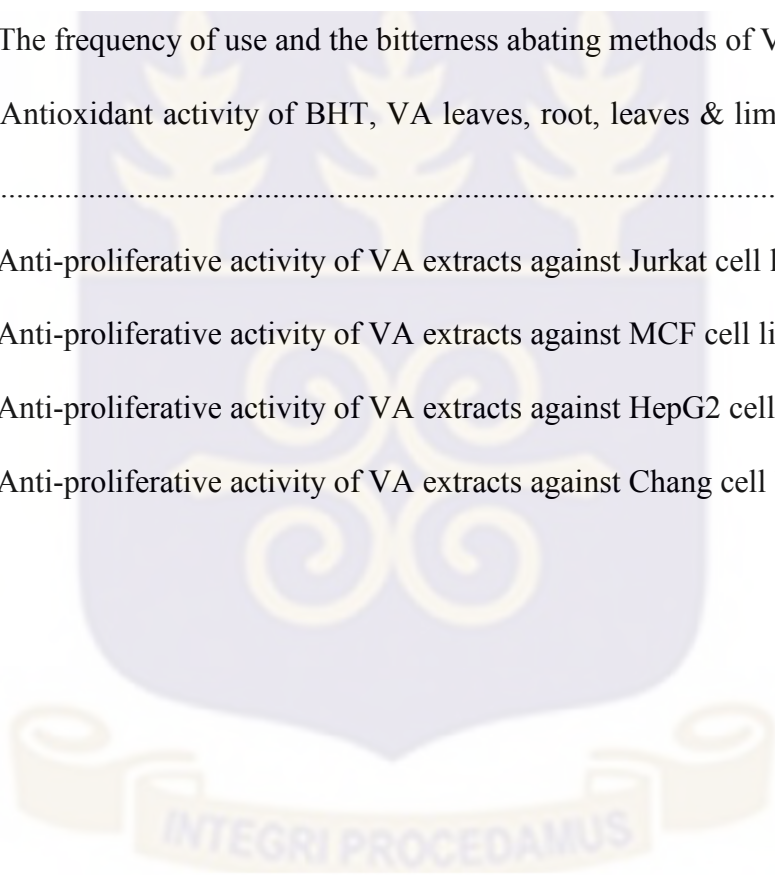 The frequency of use and the bitterness abating methods of V
Antioxidant activity of BHT, VA leaves, root, leaves & lim
....................................................................................................
Anti-proliferative activity of VA extracts against Jurkat cell l
Anti-proliferative activity of VA extracts against MCF cell li
Anti-proliferative activity of VA extracts against HepG2 cell
Anti-proliferative activity of VA extracts against Chang cell
INTEGRI PROCEDAMUS